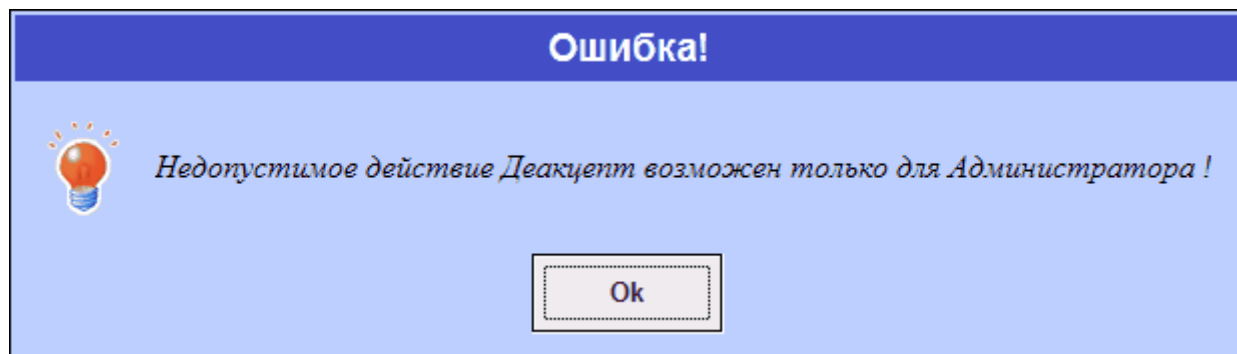 Ошибка!
Недопустимое действие Деакцепт возможен только для Администратора !
Ok